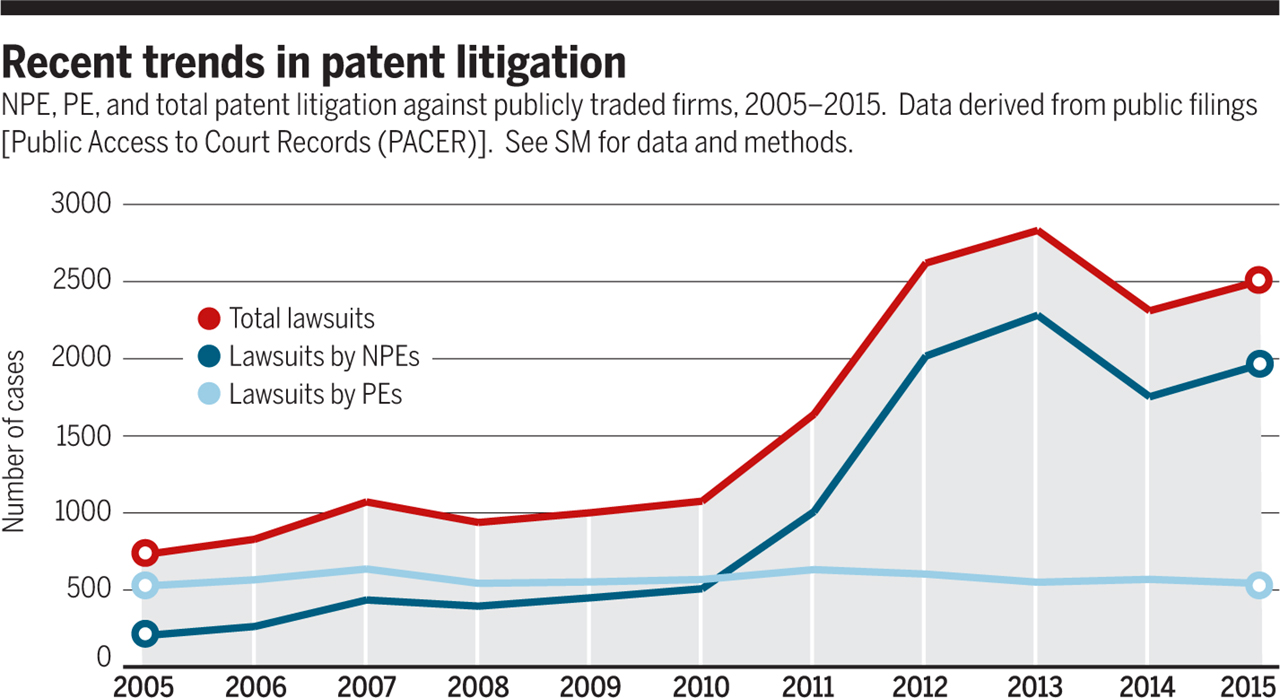 Recent trends in patent litigation
NPE, PE, and total patent litigation against publicly traded firms, 2005–2015. Data derived from public filings
[Public Access to Court Records (PACER)]. See SM for data and methods.
3000
2500
2000
1500
1000
500
0
Number of cases
Total lawsuits
Lawsuits by NPEs
Lawsuits by PEs
2005 2006 2007 2008 2009 2010 2011 2012 2013 2014 2015